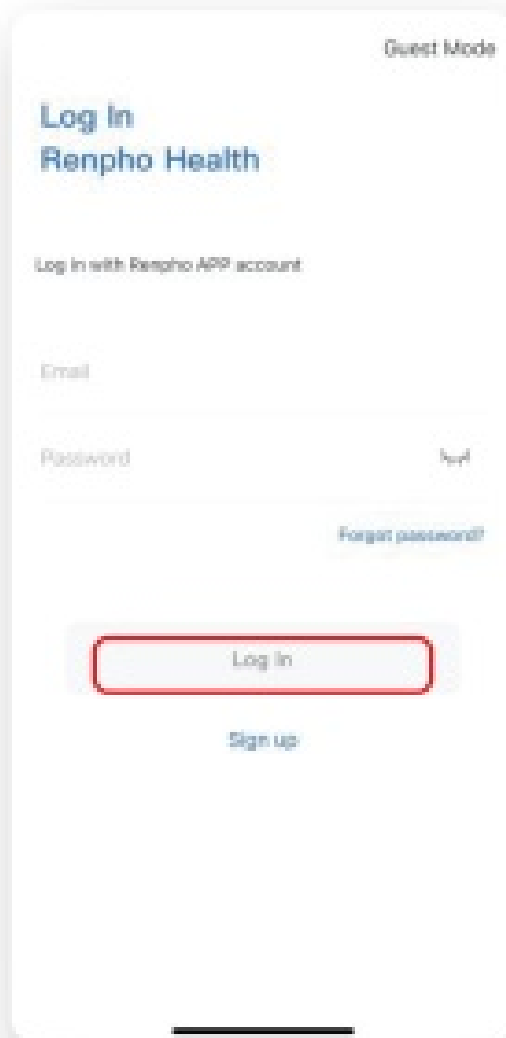 Guest Mode
Log In
Renpho Health
Log in with Renpho APP account
Email
Password
Forgot password?
Log In
Sign up